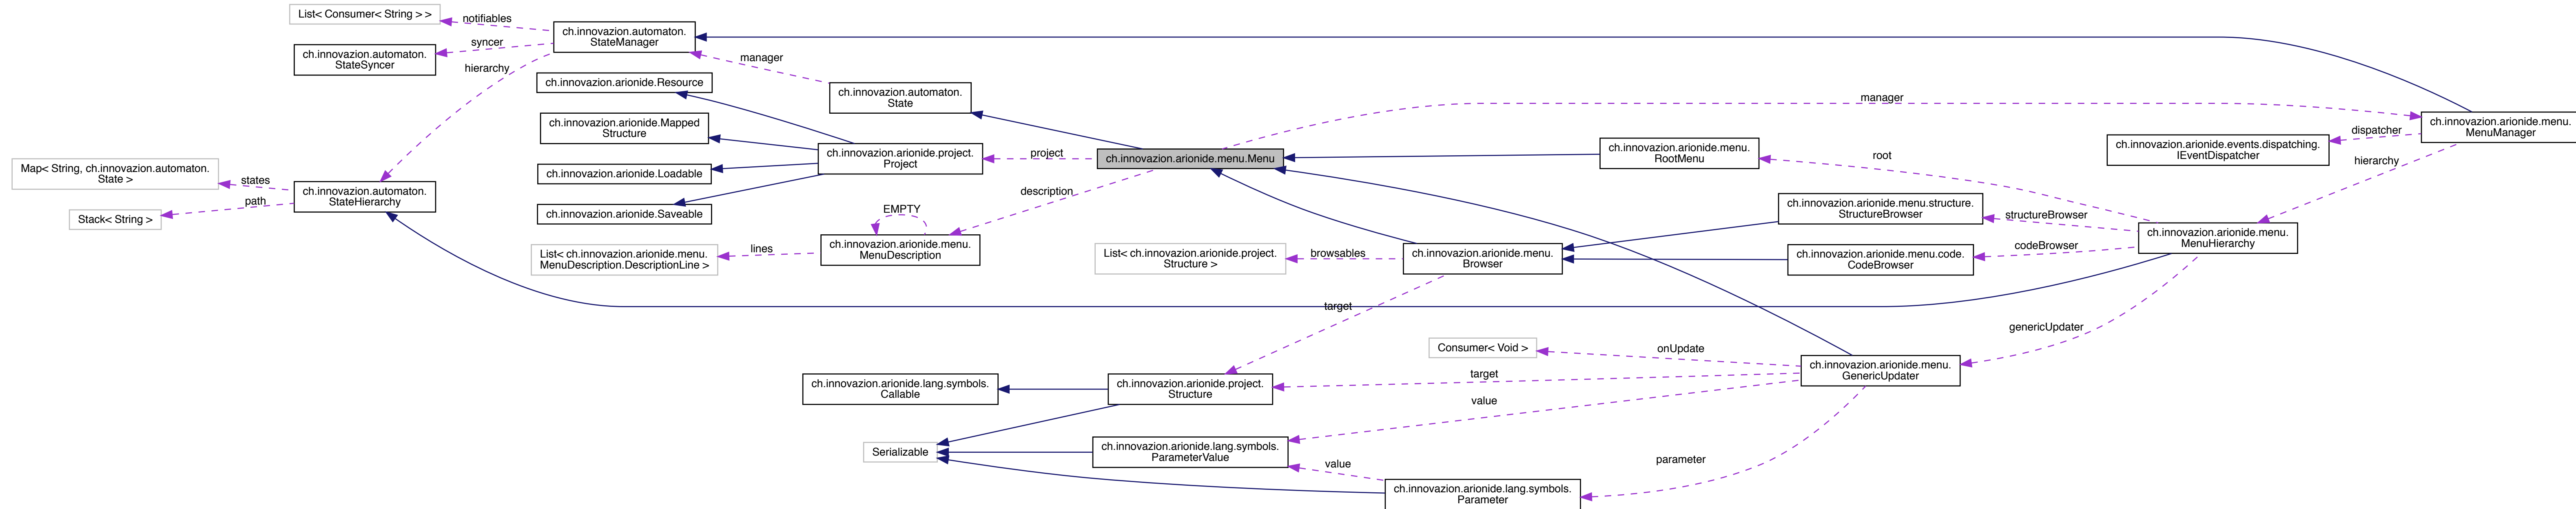 List< Consumer< String > >
notifiables
ch.innovazion.automaton.
StateManager
syncer
ch.innovazion.automaton.
StateSyncer
hierarchy
manager
ch.innovazion.arionide.Resource
ch.innovazion.automaton.
State
manager
ch.innovazion.arionide.menu.
MenuManager
dispatcher
ch.innovazion.arionide.Mapped
Structure
ch.innovazion.arionide.events.dispatching.
IEventDispatcher
ch.innovazion.arionide.project.
Project
project
ch.innovazion.arionide.menu.Menu
ch.innovazion.arionide.menu.
RootMenu
root
hierarchy
Map< String, ch.innovazion.automaton.
State >
states
ch.innovazion.arionide.Loadable
ch.innovazion.automaton.
StateHierarchy
path
Stack< String >
description
ch.innovazion.arionide.Saveable
EMPTY
ch.innovazion.arionide.menu.structure.
StructureBrowser
structureBrowser
ch.innovazion.arionide.menu.
MenuHierarchy
List< ch.innovazion.arionide.menu.
MenuDescription.DescriptionLine >
lines
ch.innovazion.arionide.menu.
MenuDescription
List< ch.innovazion.arionide.project.
Structure >
browsables
ch.innovazion.arionide.menu.
Browser
ch.innovazion.arionide.menu.code.
CodeBrowser
codeBrowser
target
genericUpdater
Consumer< Void >
onUpdate
ch.innovazion.arionide.menu.
GenericUpdater
ch.innovazion.arionide.lang.symbols.
Callable
ch.innovazion.arionide.project.
Structure
target
value
Serializable
ch.innovazion.arionide.lang.symbols.
ParameterValue
value
parameter
ch.innovazion.arionide.lang.symbols.
Parameter